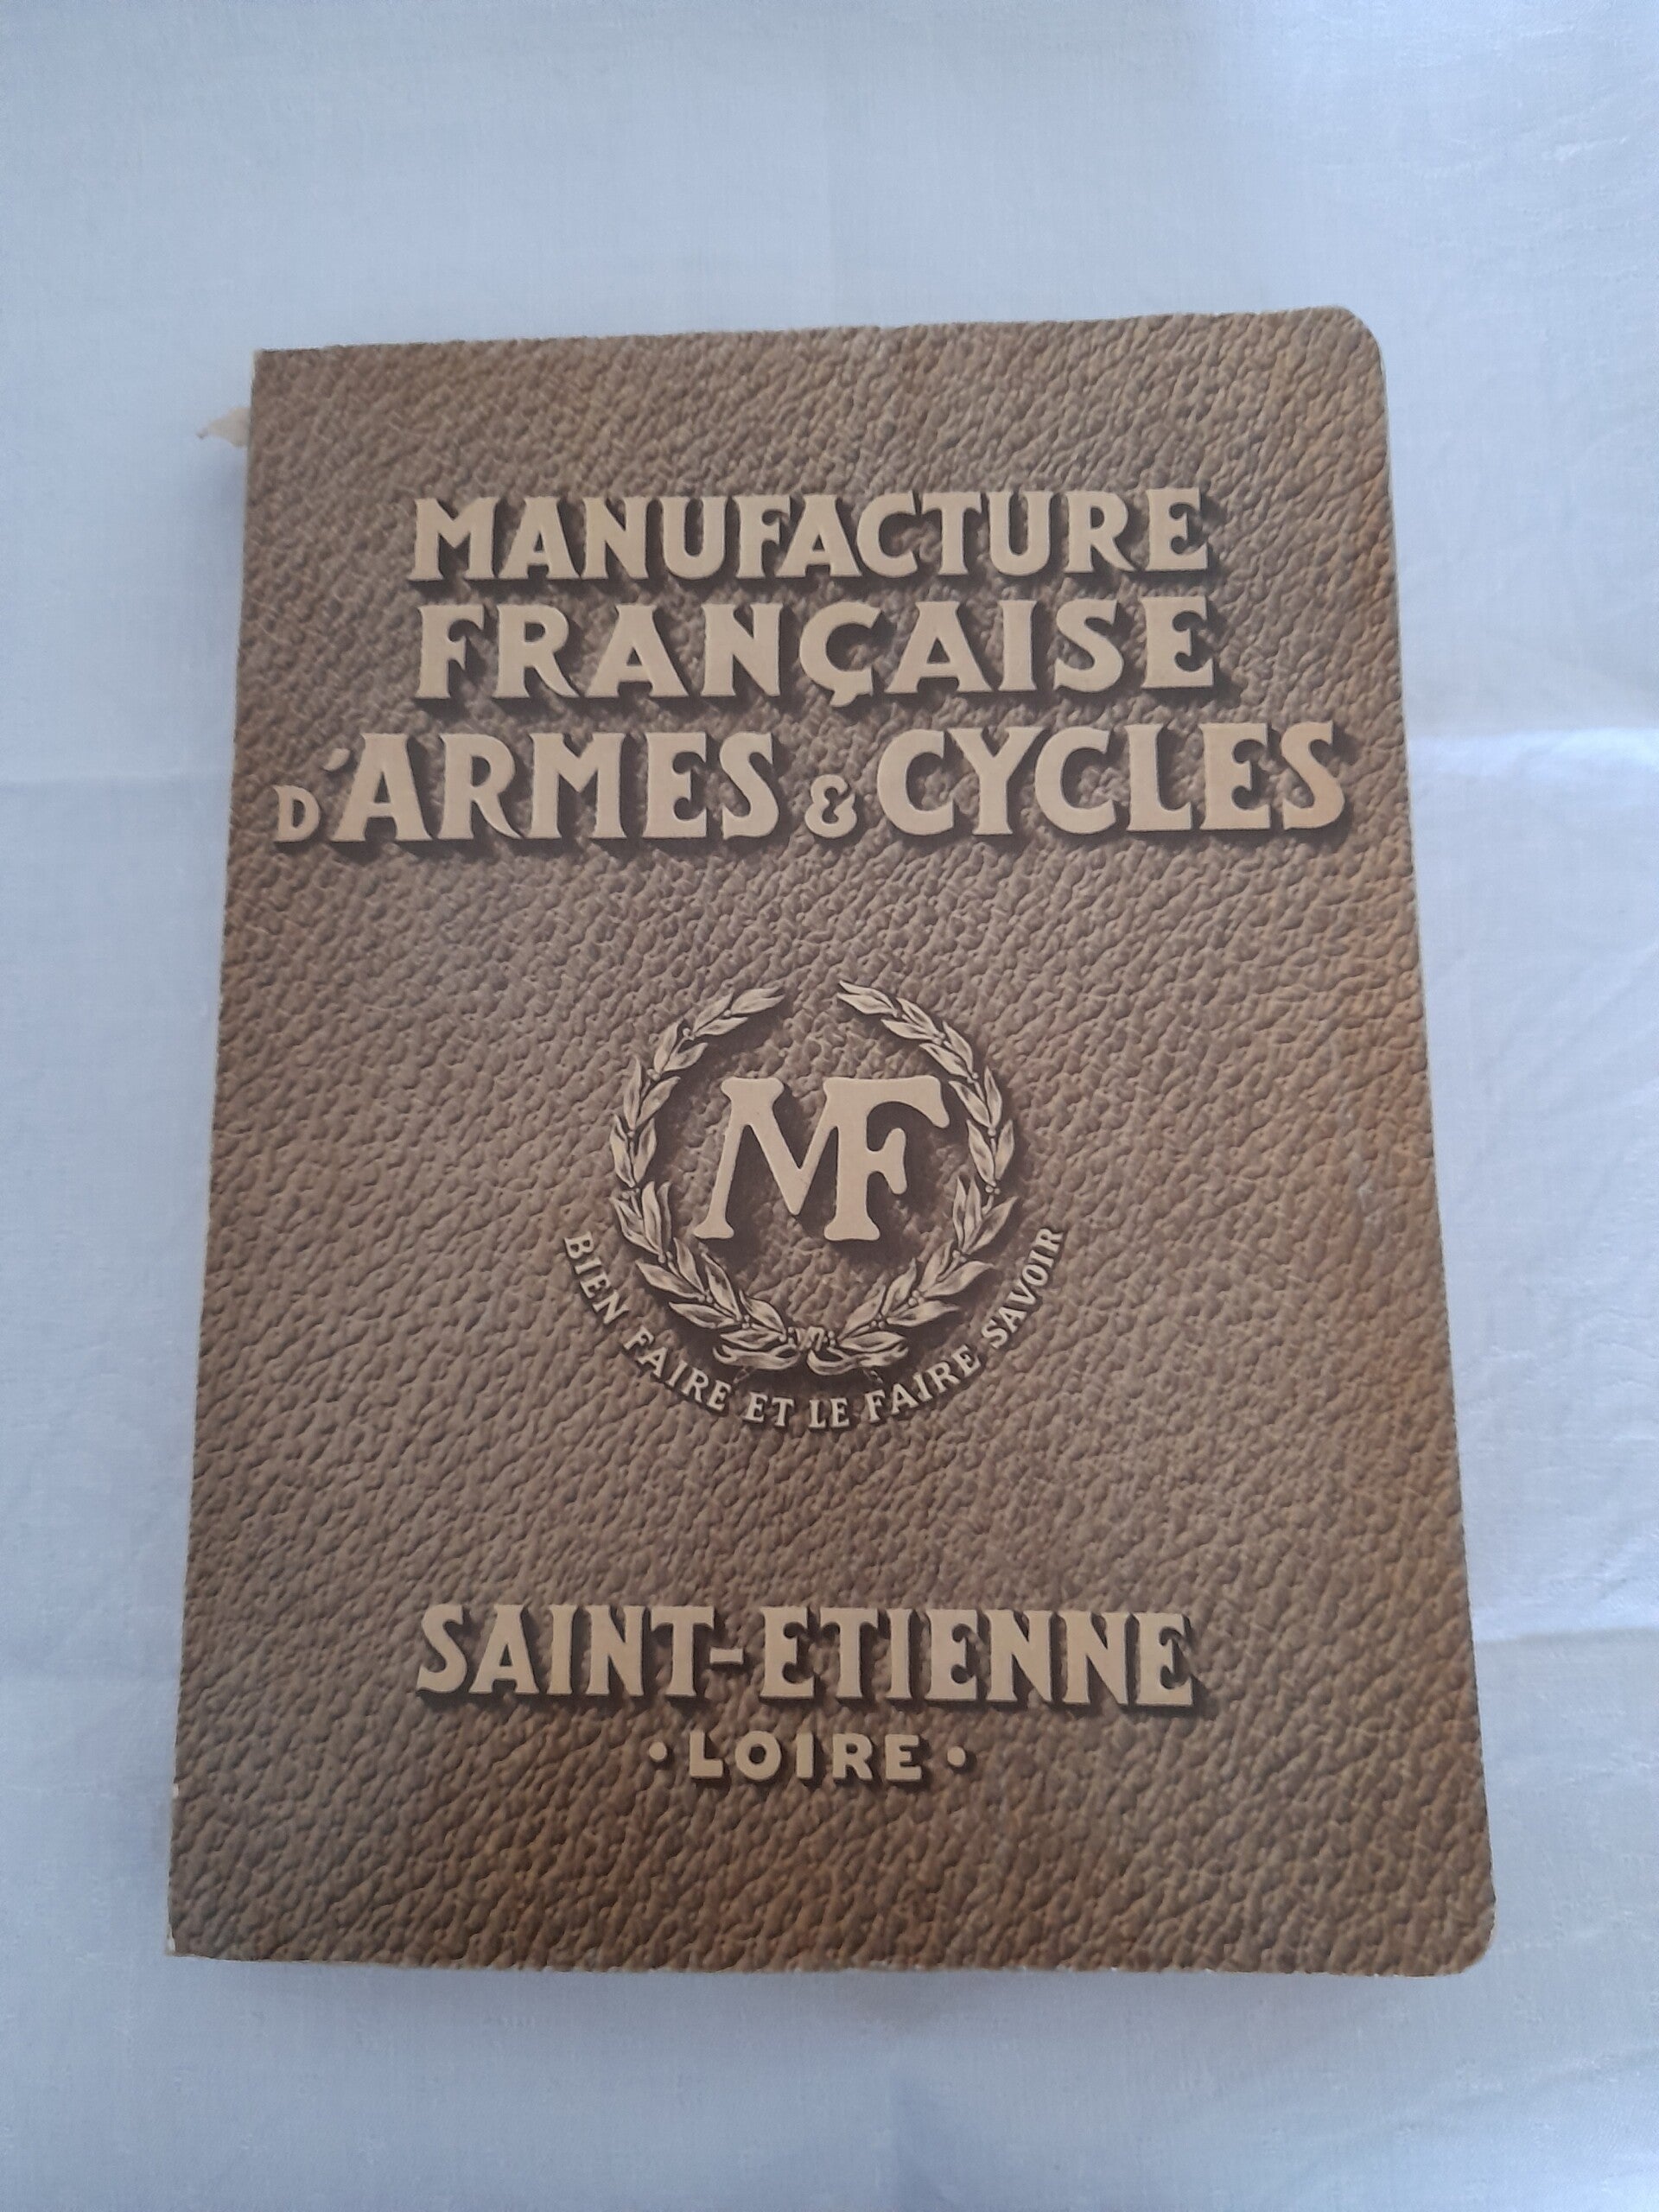 MANUFACTURE
FRANÇAISE
D'ARMES & CYCLES
MF
BIEN FAIRE ET LE FAIRE SAVOIR
SAINT-ETIENNE
• LOIRE •